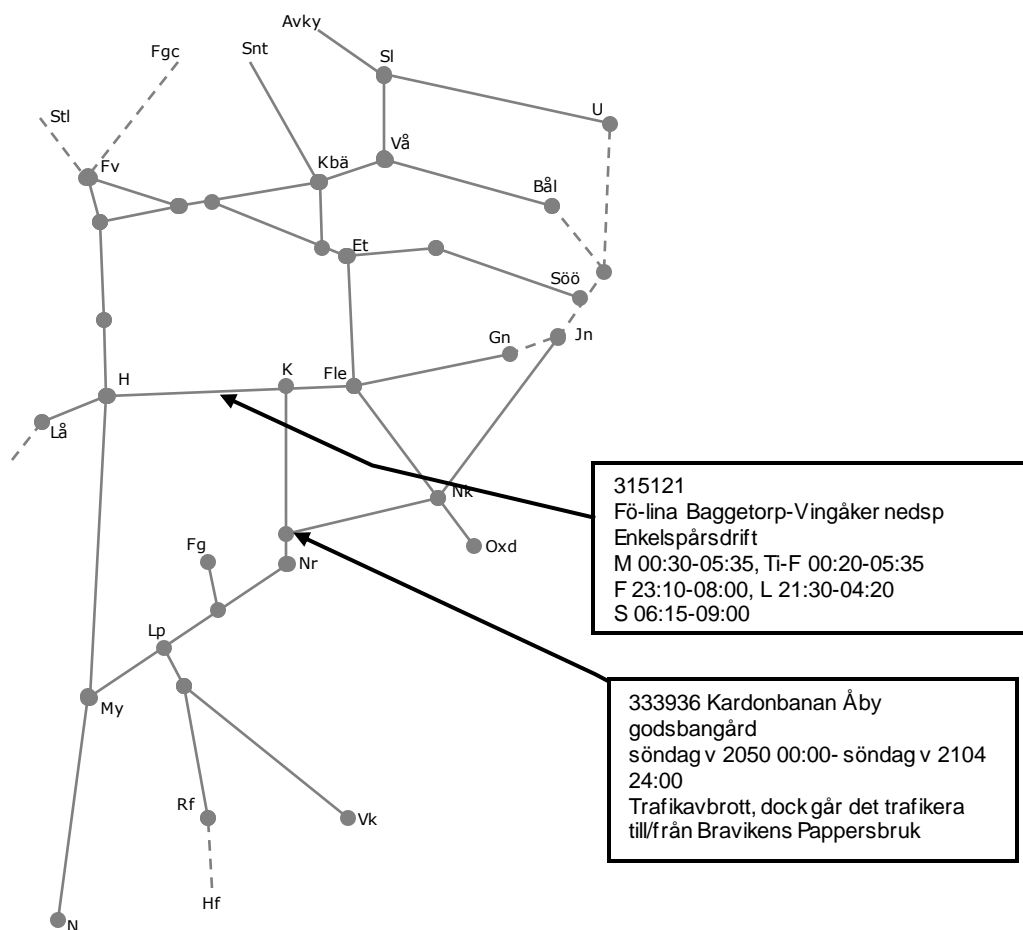 Avky
Fgc
Snt
Sl
Stl
U
Fv
Kbä
Vå
Bål
Et
Söö
Gn
Jn
H
K
Fle
Lå
Nk
315121
Fö-lina Baggetorp-Vingåker nedsp
Enkelspårsdrift
M 00:30-05:35, Ti-F 00:20-05:35
F 23:10-08:00, L 21:30-04:20
S 06:15-09:00
Fg
Oxd
Nr
Lp
My
333936 Kardonbanan Åby
godsbangård
söndag v 2050 00:00- söndag v 2104
24:00
Trafikavbrott, dock går det trafikera
till/från Bravikens Pappersbruk
Rf
Vk
Hf
N